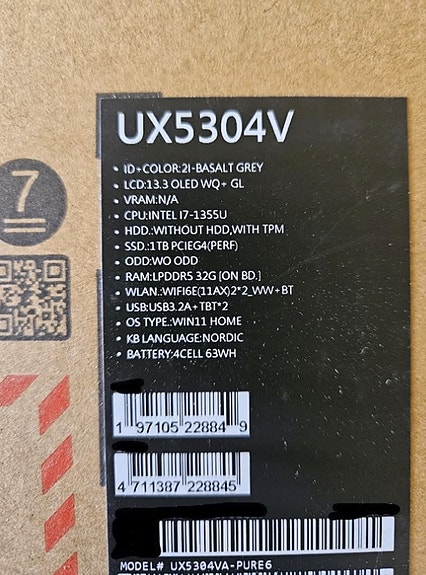 UX5304V
• ID+COLOR:2I-BASALT GREY
• LCD:13.3 OLED WQ+ GL
• VRAM:N/A
• CPU:INTEL I7-1355U
• HDD.:WITHOUT HDD,WITH TPM
• SSD.:1TB PCIEG4(PERF)
• ODD:WO ODD
• RAM:LPDDR5 32G [ON BD.]
• WLAN.:WIFI6E(11AX)2*2_WW+BT
• USB:USB3.2A+TBT*2
• OS TYPE.:WIN11 HOME
• KB LANGUAGE:NORDIC
• BATTERY:4CELL 63WH
7
1 97105 22884 9
4 711387 228845
MODEL# UX5304VA-PURE6